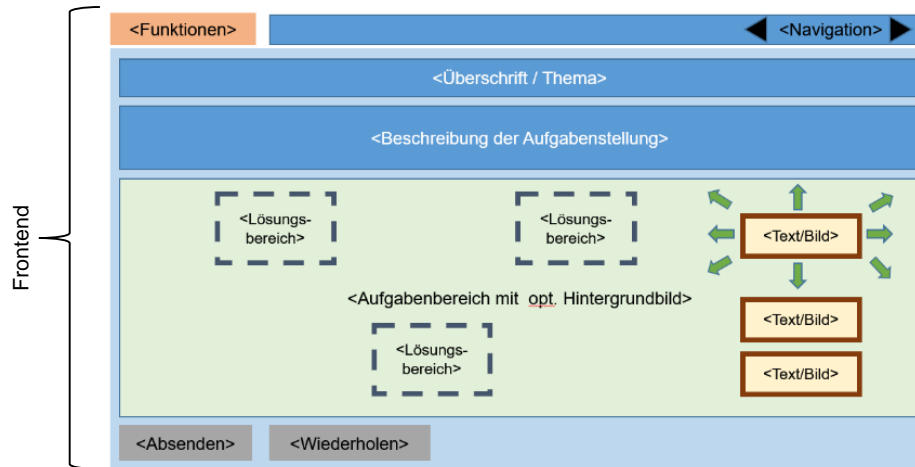 <Funktionen>
<Navigation>
<Überschrift / Thema>
<Beschreibung der Aufgabenstellung>
Frontend
<Lösungs-
bereich>
<Lösungs-
bereich>
<Text/Bild>
<Aufgabenbereich mit opt. Hintergrundbild>
<Text/Bild>
<Lösungs-
bereich>
<Text/Bild>
<Absenden>
<Wiederholen>